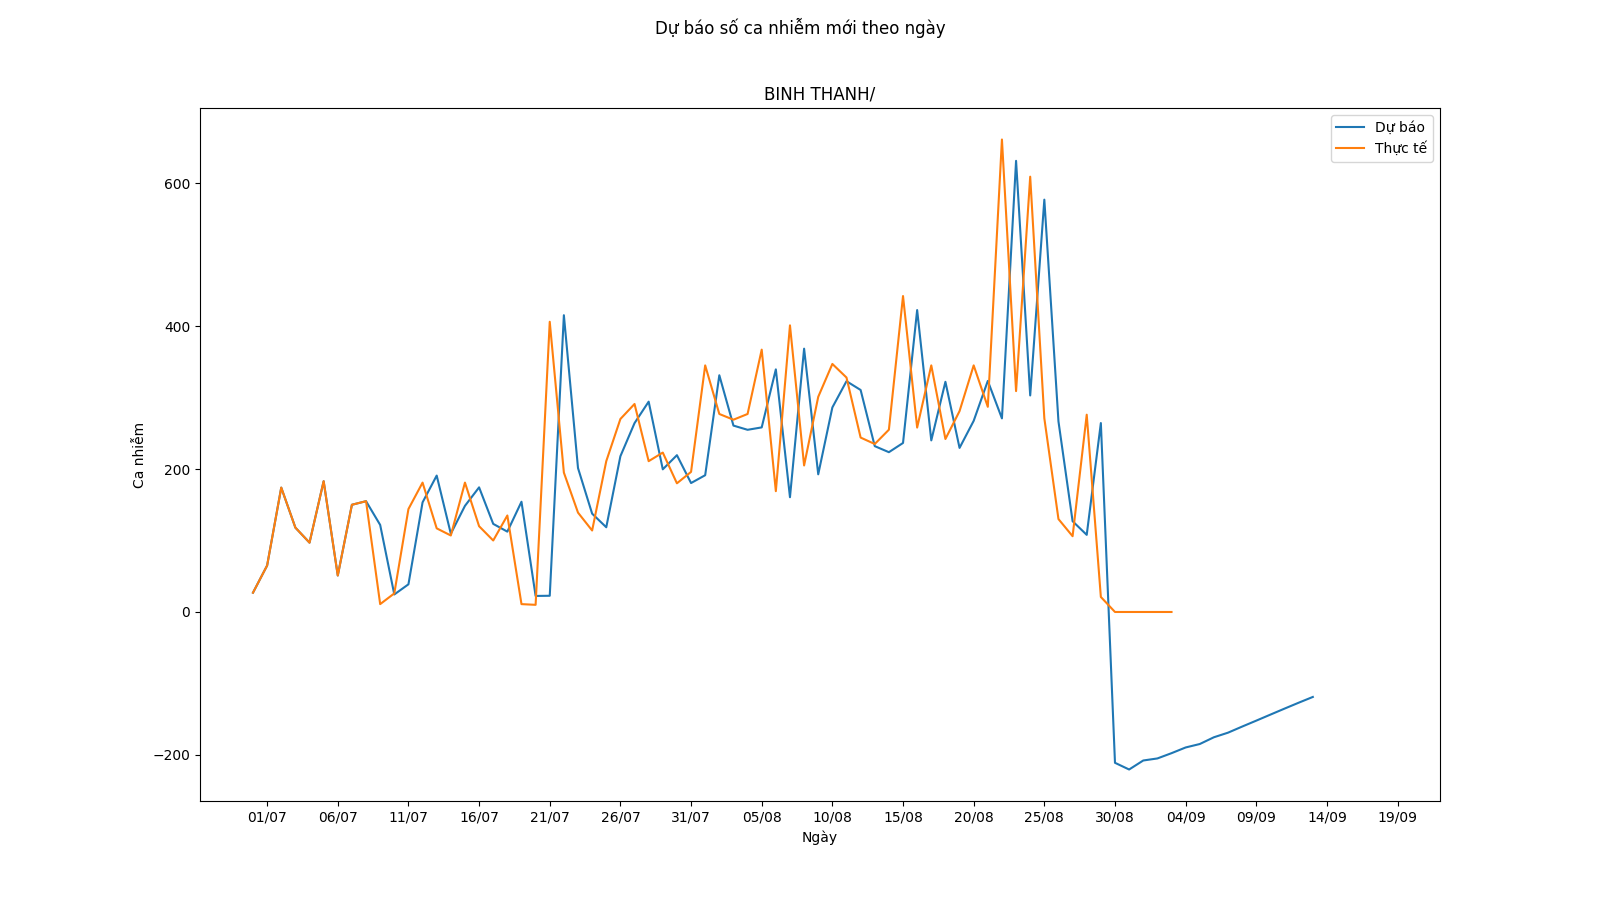 Dự báo số ca nhiễm mới theo ngày
BINH THANH/
Dự báo
Thực tế
600
400
200
0
−200
Ca nhiễm
01/07 06/07 11/07 16/07 21/07 26/07 31/07 05/08 10/08 15/08 20/08 25/08 30/08 04/09 09/09 14/09 19/09
Ngày